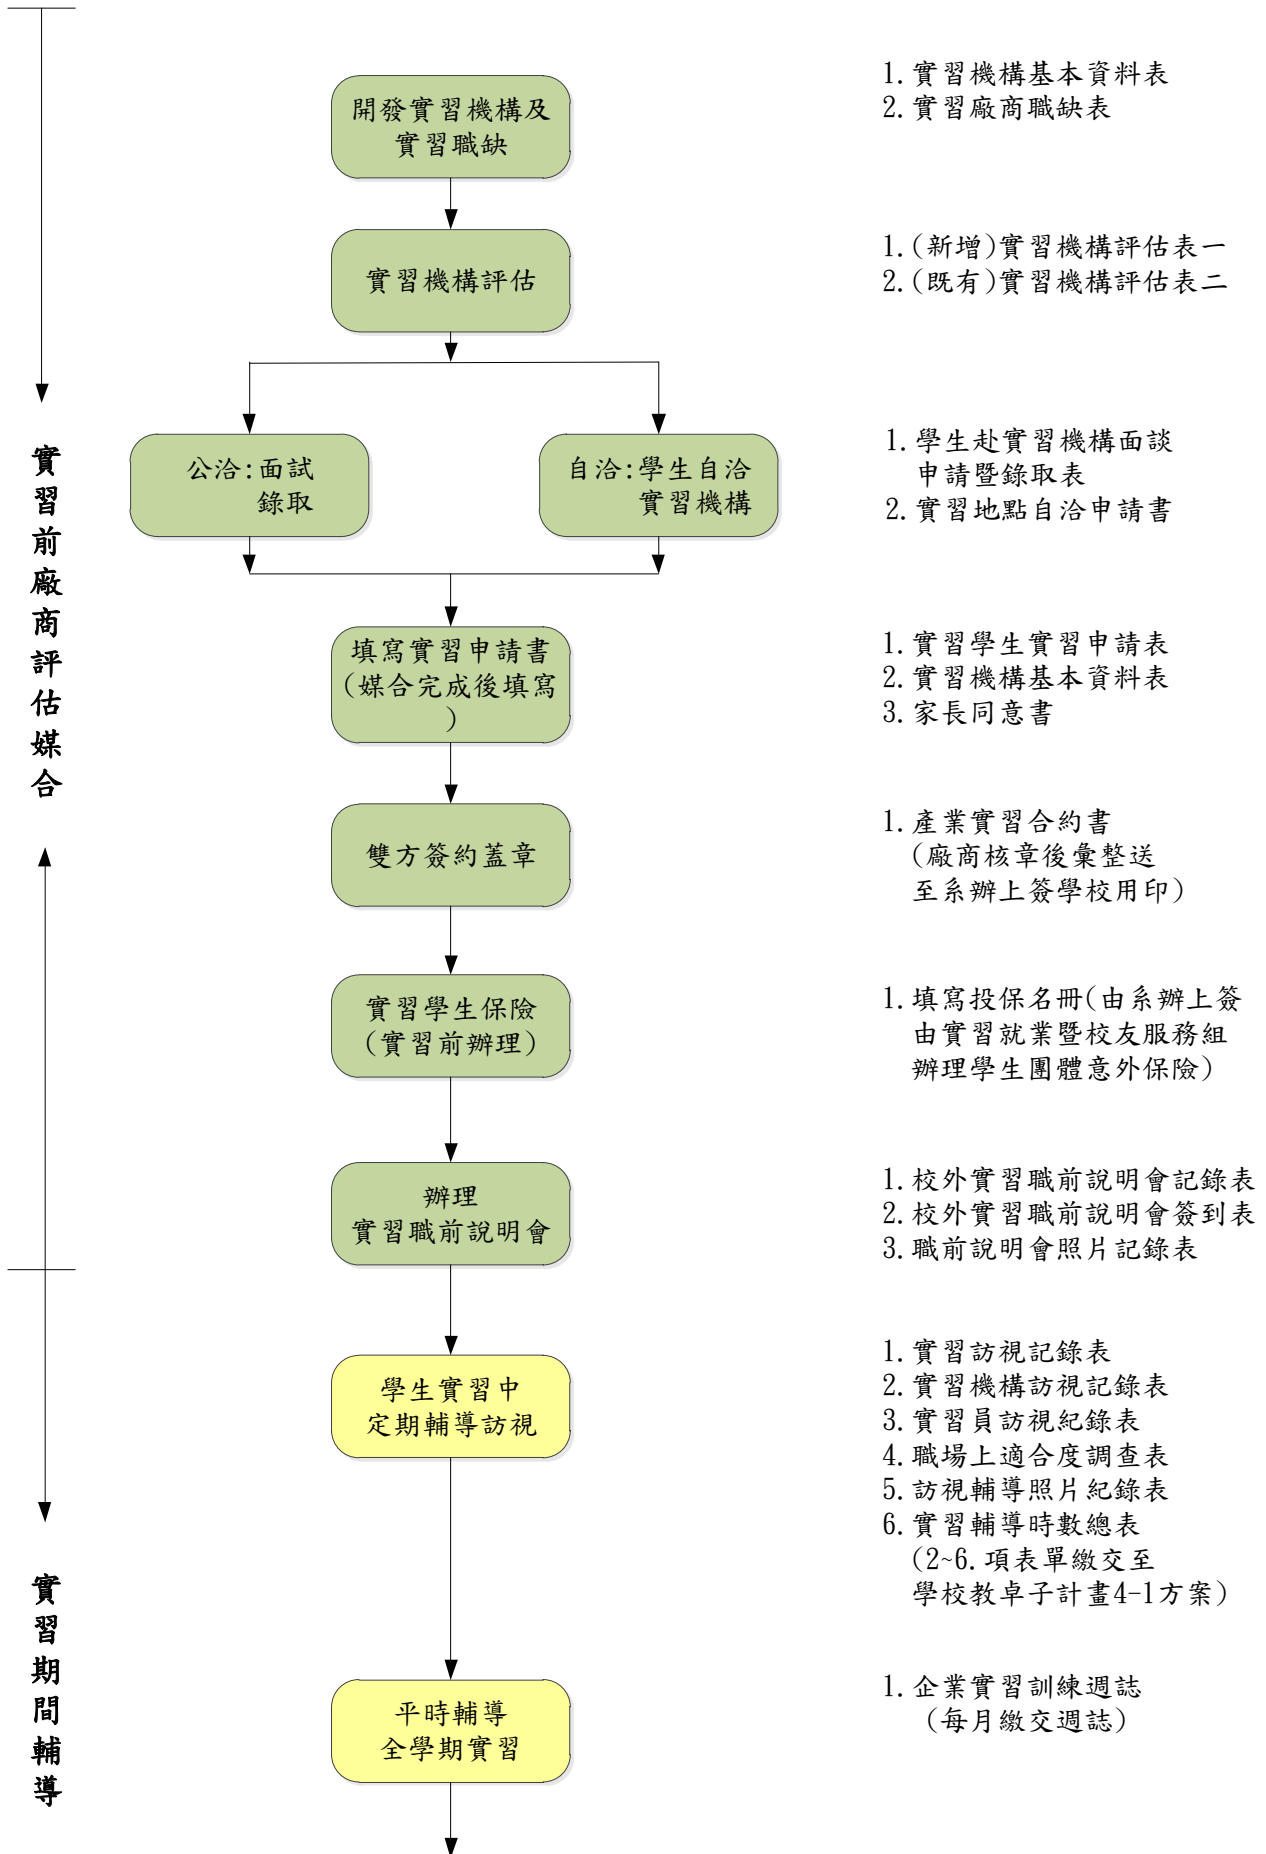 開發實習機構及
實習職缺
1.實習機構基本資料表
2.實習廠商職缺表
實習機構評估
1.(新增)實習機構評估表一
2.(既有)實習機構評估表二
公洽:面試
錄取
自洽:學生自洽
實習機構
1.學生赴實習機構面談
申請暨錄取表
2.實習地點自洽申請書
實習前廠商評估媒合
填寫實習申請書
(媒合完成後填寫
)
1.實習學生實習申請表
2.實習機構基本資料表
3.家長同意書
雙方簽約蓋章
1.產業實習合約書
(廠商核章後彙整送
至系辦上簽學校用印)
實習學生保險
(實習前辦理)
1.填寫投保名冊(由系辦上簽
由實習就業暨校友服務組
辦理學生團體意外保險)
辦理
實習職前說明會
1.校外實習職前說明會記錄表
2.校外實習職前說明會簽到表
3.職前說明會照片記錄表
學生實習中
定期輔導訪視
1.實習訪視記錄表
2.實習機構訪視記錄表
3.實習員訪視紀錄表
4.職場上適合度調查表
5.訪視輔導照片紀錄表
6.實習輔導時數總表
(2~6.項表單繳交至
學校教卓子計畫4-1方案)
實習期間輔導
平時輔導
全學期實習
1.企業實習訓練週誌
(每月繳交週誌)